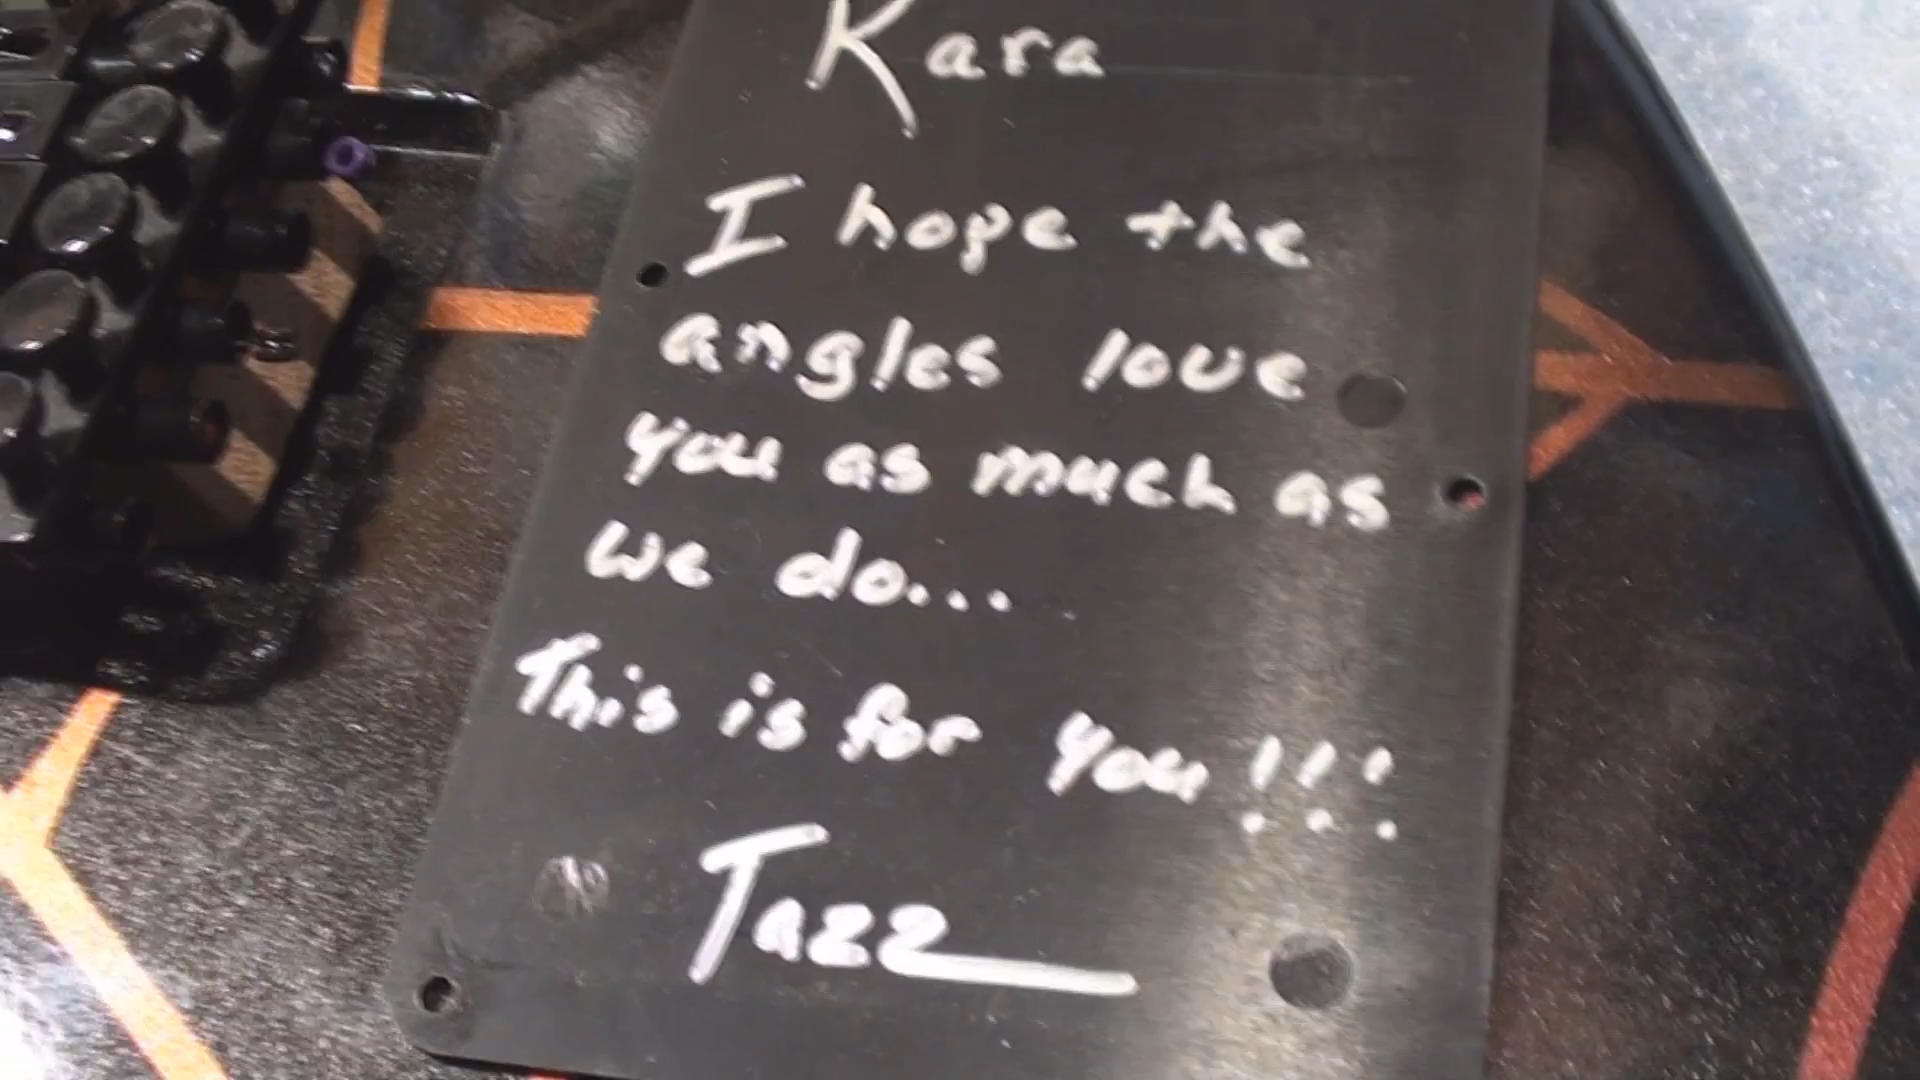 Kara
I hope the
angles love
you as much as
we do...
This is for you!!!
Tazz